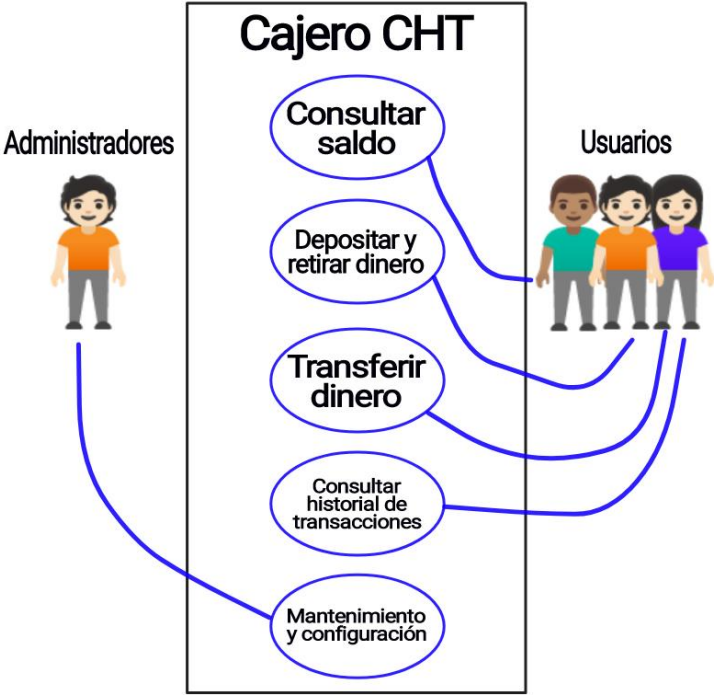 Cajero CHT
Consultar
saldo
Administradores
Usuarios
Depositar y
retirar dinero
Transferir
dinero
Consultar
historial de
transacciones
Mantenimiento
y configuración